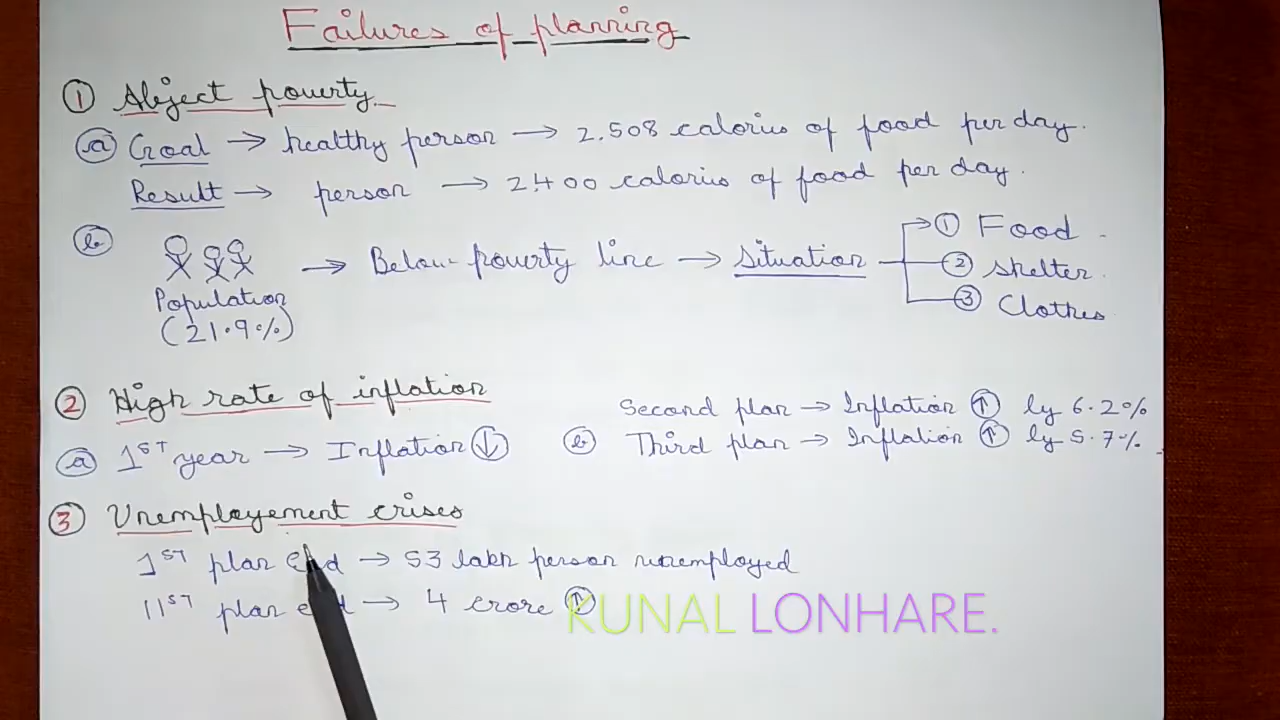 Failures of planning
① Abject poverty
ⓐ Goal → healthy person → 2.508 calories of food per day.
Result → person → 2400 calories of food per day.
ⓑ → Below poverty line → Situation ① Food
② Shelter
③ Clothes
Population
(21.9%)
② High rate of inflation
Second plan → Inflation ↑ by 6.2%
ⓐ 1ST year → Inflation ↓ ⓑ Third plan → Inflation ↑ by 5.7%
③ Unemployement crises
1ST plan end → 53 lakh person unemployed
11ST plan end → 4 crore ↑
KUNAL LONHARE.